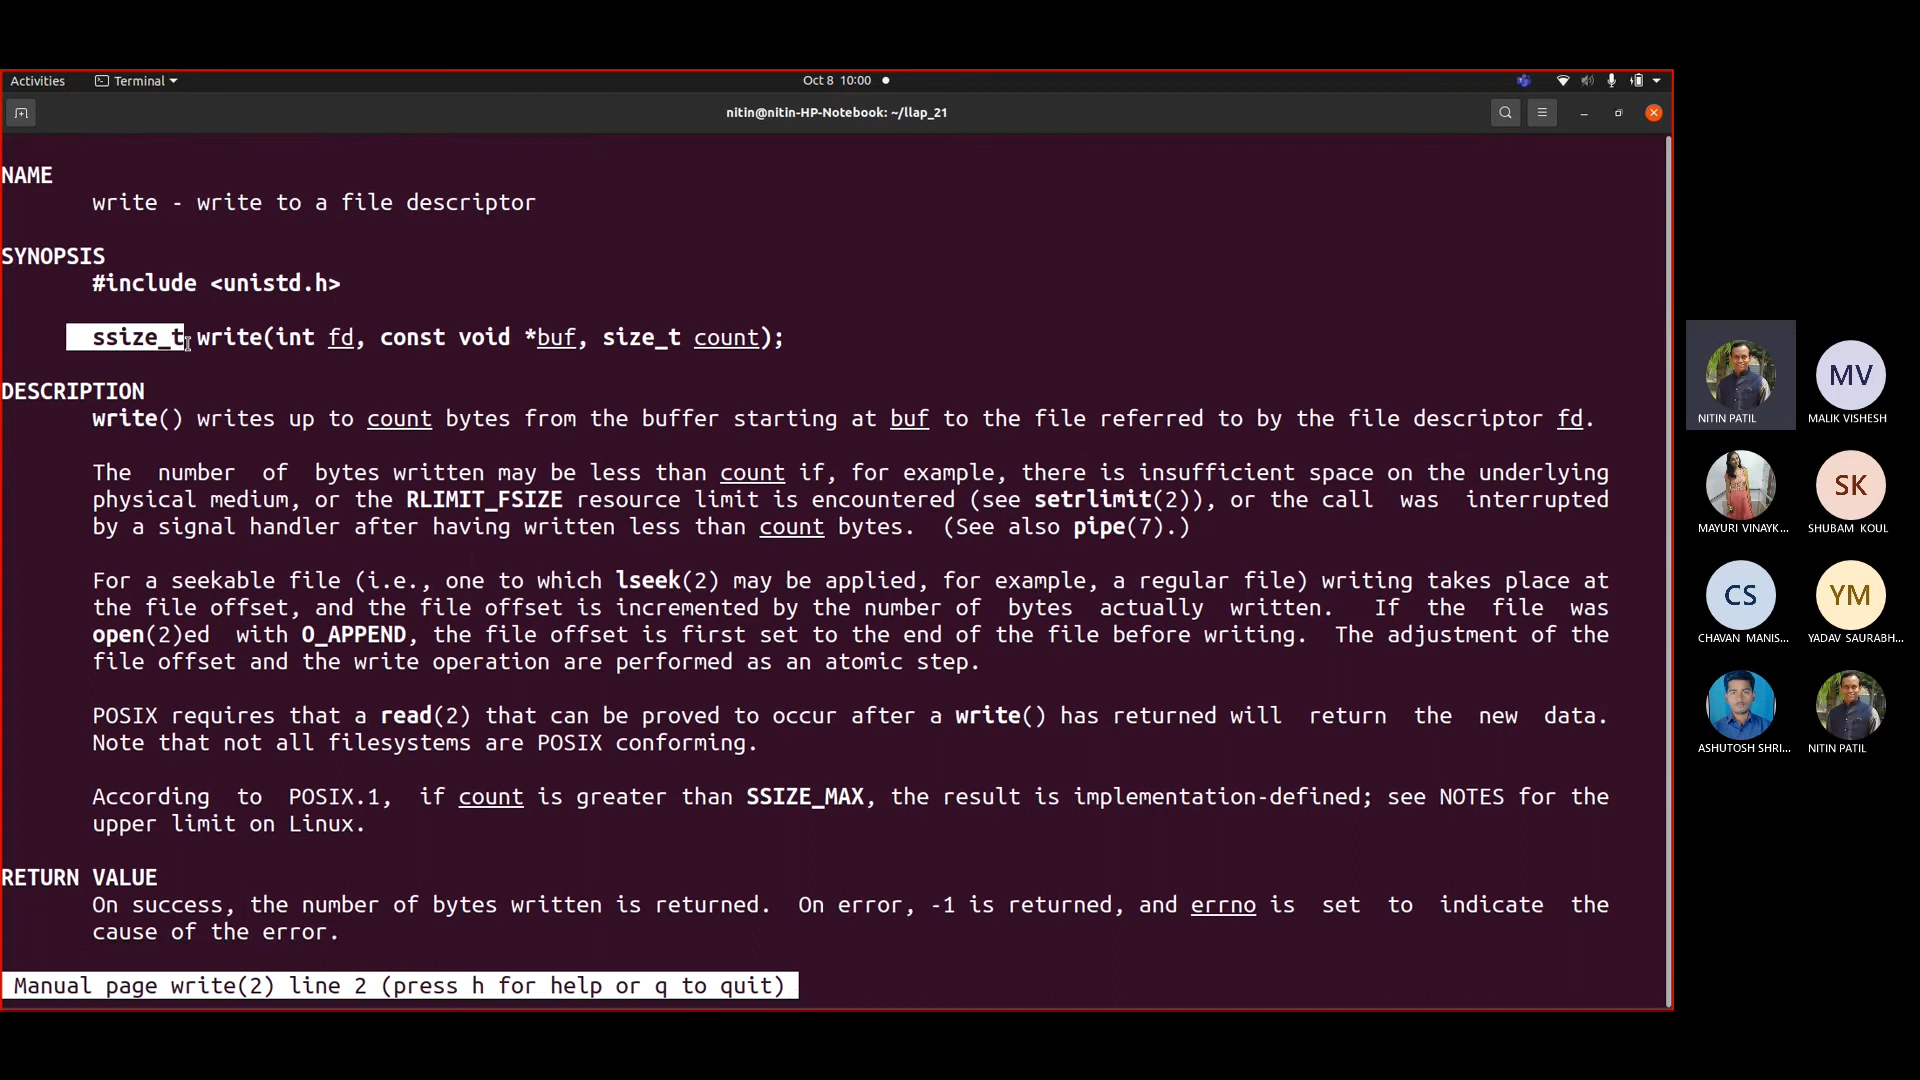 Activities
Terminal
Oct 8 10:00
nitin@nitin-HP-Notebook: ~/llap_21
NAME
write - write to a file descriptor
SYNOPSIS
#include <unistd.h>
ssize_t write(int fd, const void *buf, size_t count);
DESCRIPTION
write() writes up to count bytes from the buffer starting at buf to the file referred to by the file descriptor fd.
The number of bytes written may be less than count if, for example, there is insufficient space on the underlying
physical medium, or the RLIMIT_FSIZE resource limit is encountered (see setrlimit(2)), or the call was interrupted
by a signal handler after having written less than count bytes. (See also pipe(7).)
For a seekable file (i.e., one to which lseek(2) may be applied, for example, a regular file) writing takes place at
the file offset, and the file offset is incremented by the number of bytes actually written. If the file was
open(2)ed with O_APPEND, the file offset is first set to the end of the file before writing. The adjustment of the
file offset and the write operation are performed as an atomic step.
POSIX requires that a read(2) that can be proved to occur after a write() has returned will return the new data.
Note that not all filesystems are POSIX conforming.
According to POSIX.1, if count is greater than SSIZE_MAX, the result is implementation-defined; see NOTES for the
upper limit on Linux.
RETURN VALUE
On success, the number of bytes written is returned. On error, -1 is returned, and errno is set to indicate the
cause of the error.
Manual page write(2) line 2 (press h for help or q to quit)
NITIN PATIL
MV
MALIK VISHESH
MAYURI VINAYK...
SK
SHUBAM KOUL
CS
CHAVAN MANIS...
YM
YADAV SAURABH...
ASHUTOSH SHRI...
NITIN PATIL